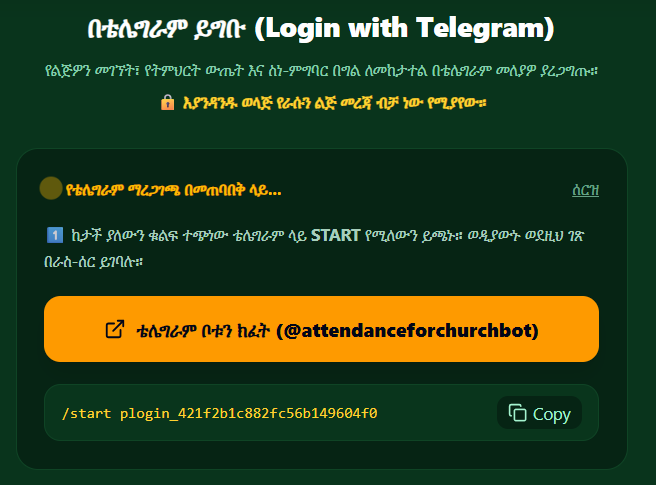 በቴሌግራም ይግቡ (Login with Telegram)
የልጅዎን መገኘት፣ የትምህርት ውጤት እና ስነ-ምግባር በግል ለመከታተል በቴሌግራም መለያዎ ያረጋግጡ።
🔒 እያንዳንዱ ወላጅ የራሱን ልጅ መረጃ ብቻ ነው የሚያየው።
የቴሌግራም ማረጋገጫ በመጠባበቅ ላይ... ሰርዝ
1️⃣ ከታች ያለውን ቁልፍ ተጭነው ቴሌግራም ላይ START የሚለውን ይጫኑ። ወዲያውኑ ወደዚህ ገጽ
በራስ-ሰር ይገባሉ።
ቴሌግራም ቦቱን ክፈት (@attendanceforchurchbot)
/start plogin_421f2b1c882fc56b149604f0 Copy